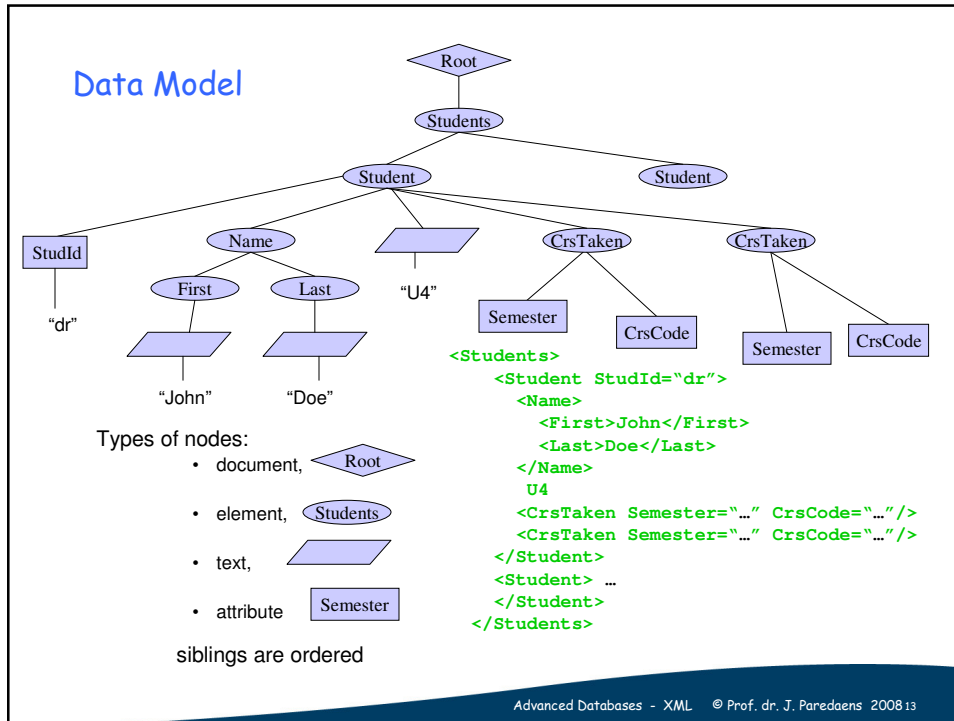 Data Model
Root
Students
Student
Student
StudId
Name
CrsTaken
CrsTaken
First
Last
“U4”
“dr”
Semester
CrsCode
Semester
CrsCode
“John”
“Doe”
<Students>
<Student StudId=“dr”>
<Name>
<First>John</First>
<Last>Doe</Last>
</Name>
U4
<CrsTaken Semester=“…” CrsCode=“…”/>
<CrsTaken Semester=“…” CrsCode=“…”/>
</Student>
<Student> …
</Student>
</Students>
Types of nodes:
• document, Root
• element, Students
• text,
• attribute Semester
siblings are ordered
Advanced Databases - XML © Prof. dr. J. Paredaens 2008 13